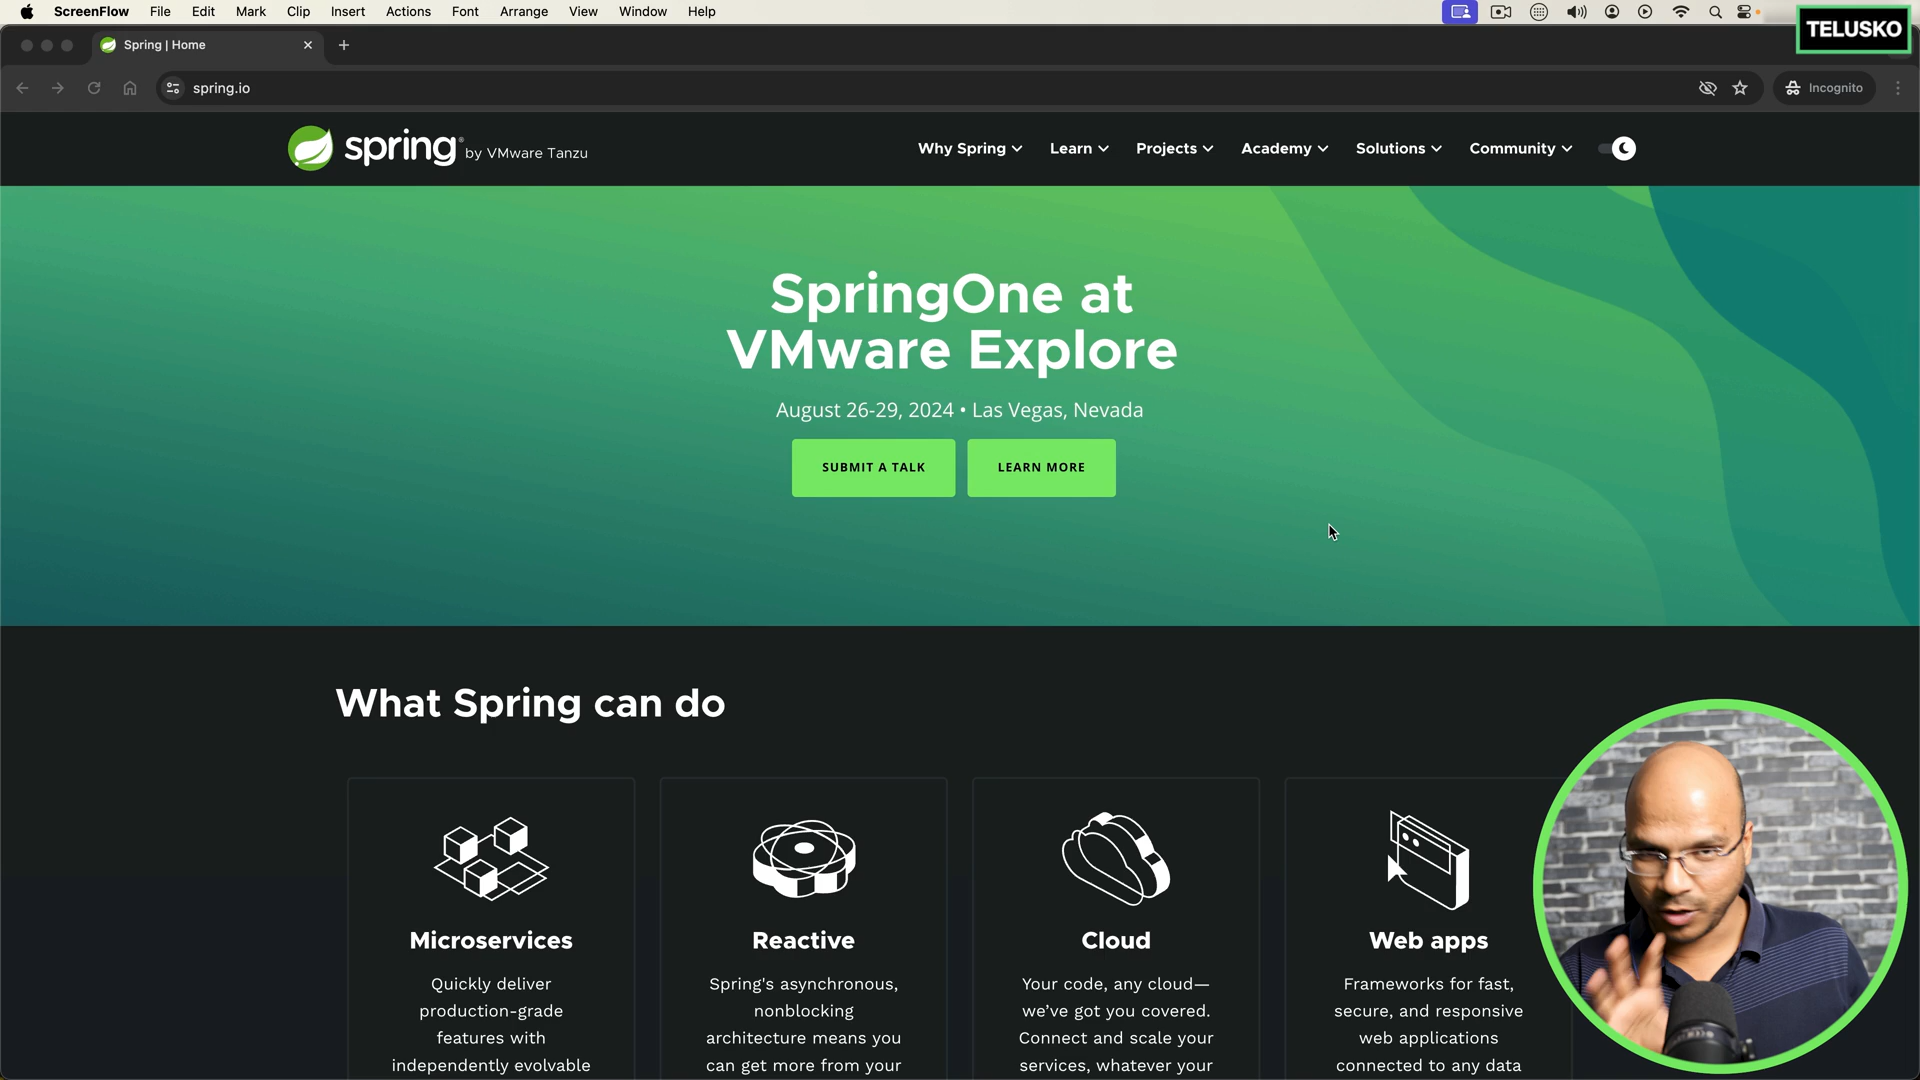 ScreenFlow File Edit Mark Clip Insert Actions Font Arrange View Window Help
TELUSKO
Spring | Home
spring.io
Incognito
spring by VMware Tanzu
Why Spring Learn Projects Academy Solutions Community
SpringOne at
VMware Explore
August 26-29, 2024 • Las Vegas, Nevada
SUBMIT A TALK LEARN MORE
What Spring can do
Microservices
Quickly deliver
production-grade
features with
independently evolvable
Reactive
Spring's asynchronous,
nonblocking
architecture means you
can get more from your
Cloud
Your code, any cloud—
we’ve got you covered.
Connect and scale your
services, whatever your
Web apps
Frameworks for fast,
secure, and responsive
web applications
connected to any data